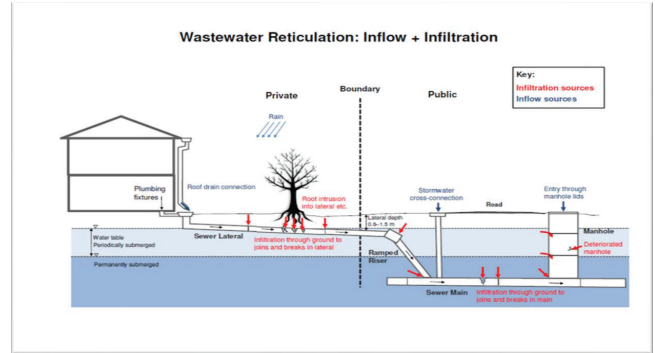 Wastewater Reticulation: Inflow + Infiltration
Key:
Infiltration sources
Inflow sources
Private
Boundary
Public
Rain
Plumbing
fixtures
Roof drain connection
Root intrusion
into lateral etc.
Stormwater
cross-connection
Entry through
manhole lids
Road
Lateral depth
0.6–1.5 m
Water table
Periodically submerged
Sewer Lateral
Infiltration through ground to
joins and breaks in lateral
Ramped
Riser
Manhole
Deteriorated
manhole
Permanently submerged
Sewer Main
Infiltration through ground to
joins and breaks in main